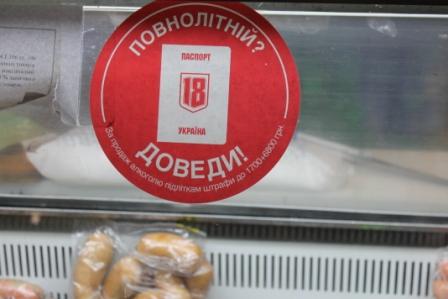 ПОВНОЛІТНІЙ?
ПАСПОРТ
18
УКРАЇНА
ДОВЕДИ!
За продаж алкоголю підліткам штрафи до 1700+6800 грн.